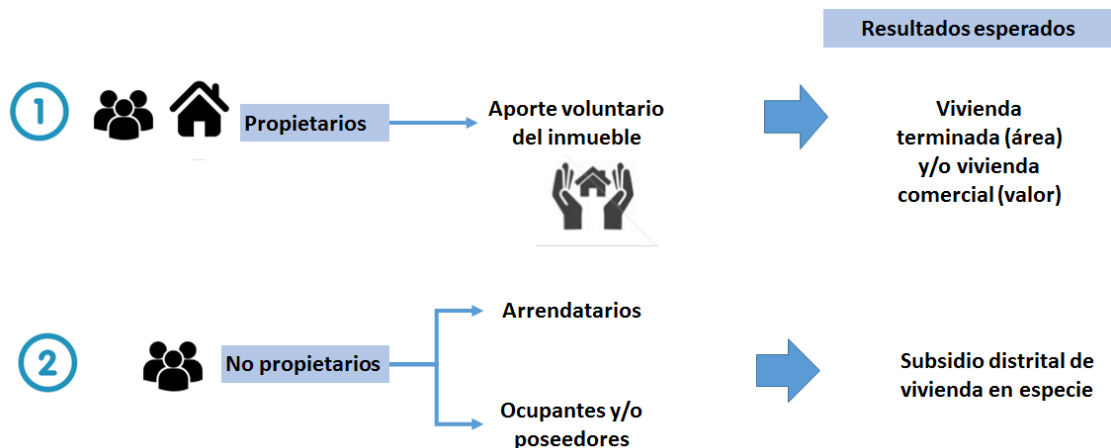 Resultados esperados
1
Propietarios
Aporte voluntario
del inmueble
Vivienda
terminada (área)
y/o vivienda
comercial (valor)
2
No propietarios
Arrendatarios
Ocupantes y/o
poseedores
Subsidio distrital de
vivienda en especie